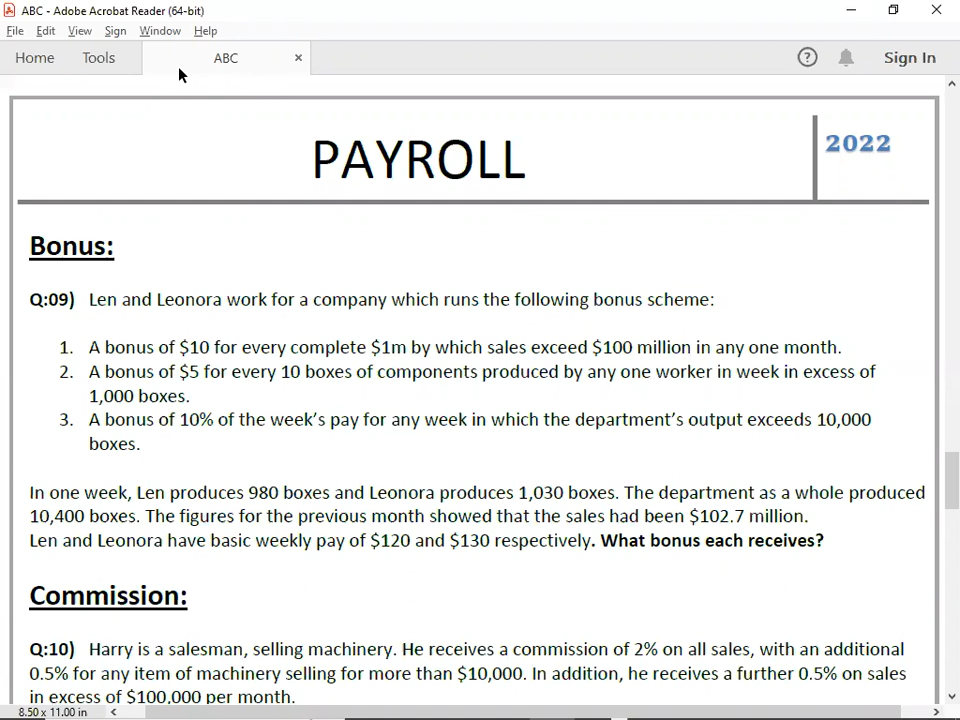 ABC - Adobe Acrobat Reader (64-bit)
File Edit View Sign Window Help
Home Tools ABC × ? Sign In
PAYROLL
2022
Bonus:
Q:09) Len and Leonora work for a company which runs the following bonus scheme:
1. A bonus of $10 for every complete $1m by which sales exceed $100 million in any one month.
2. A bonus of $5 for every 10 boxes of components produced by any one worker in week in excess of
1,000 boxes.
3. A bonus of 10% of the week's pay for any week in which the department's output exceeds 10,000
boxes.
In one week, Len produces 980 boxes and Leonora produces 1,030 boxes. The department as a whole produced
10,400 boxes. The figures for the previous month showed that the sales had been $102.7 million.
Len and Leonora have basic weekly pay of $120 and $130 respectively. What bonus each receives?
Commission:
Q:10) Harry is a salesman, selling machinery. He receives a commission of 2% on all sales, with an additional
0.5% for any item of machinery selling for more than $10,000. In addition, he receives a further 0.5% on sales
in excess of $100,000 per month.
8.50 x 11.00 in